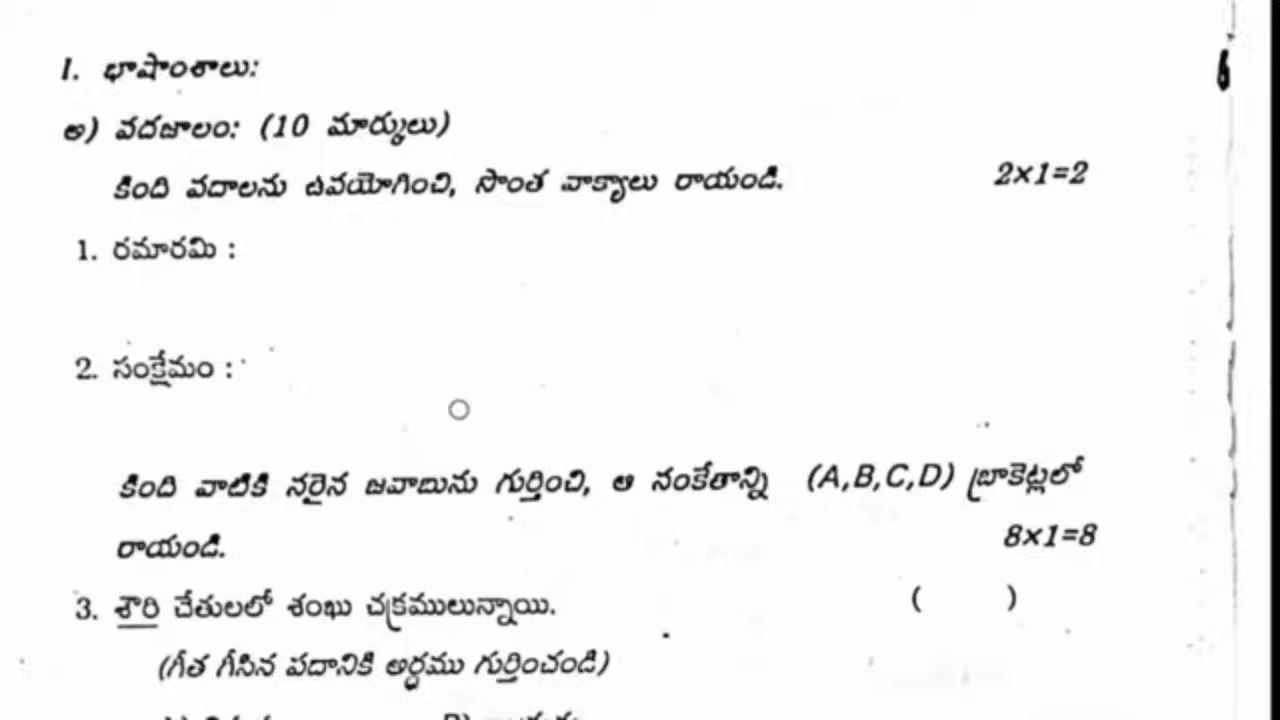 I. భాషాంశాలు:
అ) పదజాలం: (10 మార్కులు)
కింది పదాలను ఉపయోగించి, సొంత వాక్యాలు రాయండి. 2×1=2
1. రమారమి :
2. సంక్షేమం :
కింది వాటికి సరైన జవాబును గుర్తించి, ఆ సంకేతాన్ని (A,B,C,D) బ్రాకెట్లలో
రాయండి. 8×1=8
3. శౌరి చేతులలో శంఖు చక్రములున్నాయి. ( )
(గీత గీసిన పదానికి అర్థము గుర్తించండి)